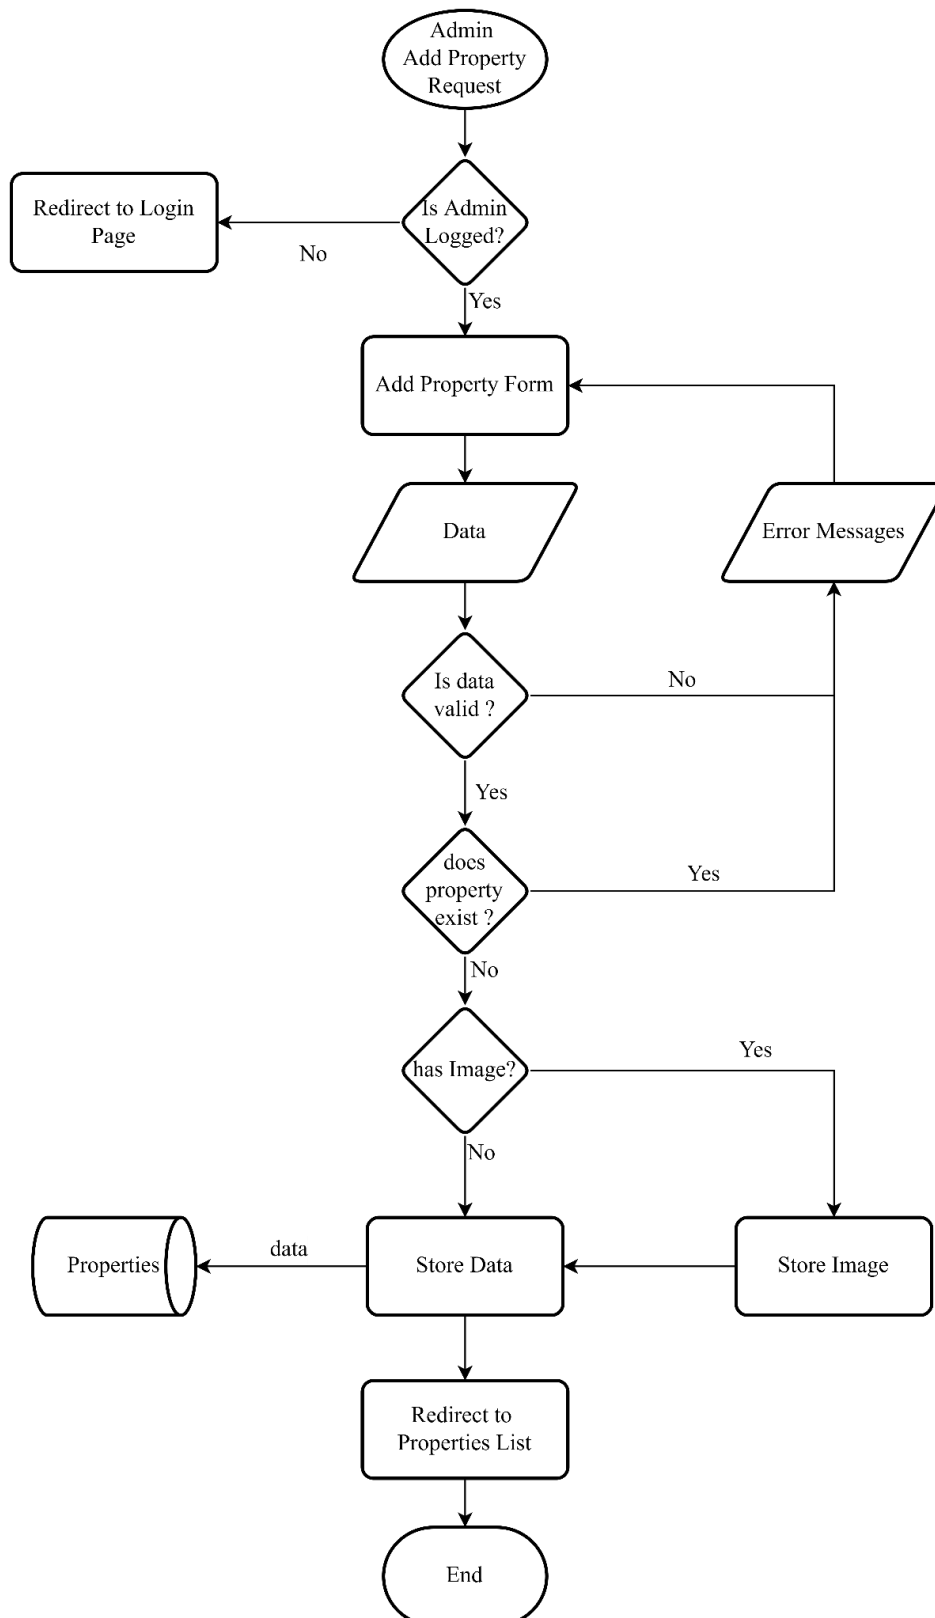 Admin
Add Property
Request
Is Admin
Logged?
Redirect to Login
Page
No
Yes
Add Property Form
Data
Error Messages
Is data
valid ?
No
Yes
does
property
exist ?
Yes
No
has Image?
Yes
No
Properties
data
Store Data
Store Image
Redirect to
Properties List
End